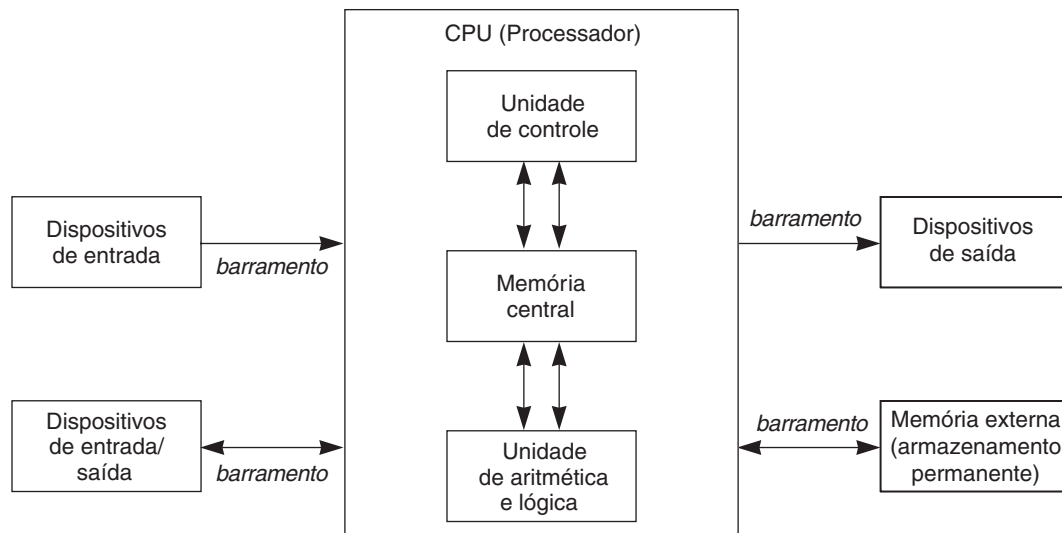 CPU (Processador)
Unidade
de controle
Dispositivos
de entrada
barramento
Memória
central
barramento
Dispositivos
de saída
Dispositivos
de entrada/
saída
barramento
Unidade
de aritmética
e lógica
barramento
Memória externa
(armazenamento
permanente)